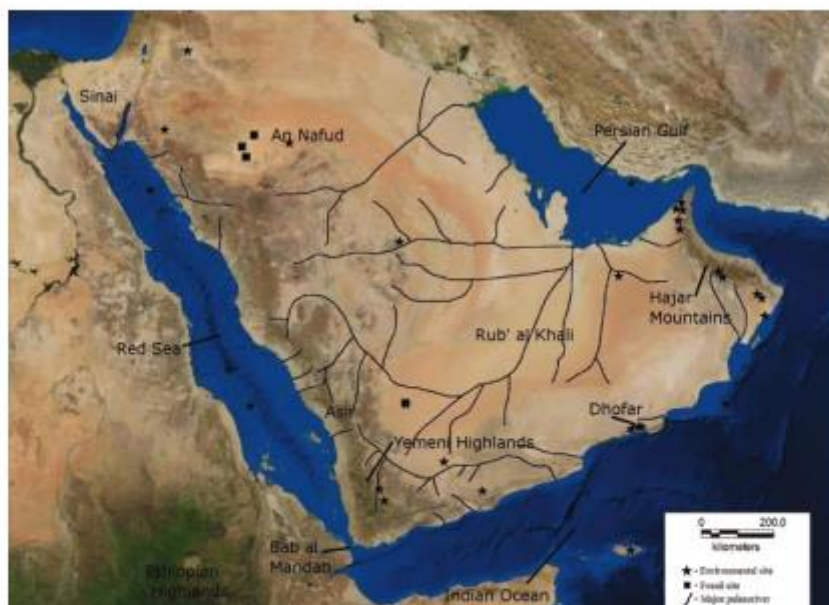 Sinai
An Nafud
Persian Gulf
Hajar
Mountains
Red Sea
Rub' al Khali
Asir
Dhofar
Yemeni Highlands
Bab al
Mandab
Ethiopian
Highlands
Indian Ocean
0 200.0
kilometers
- Environmental site
- Fossil site
- Major palaeoriver